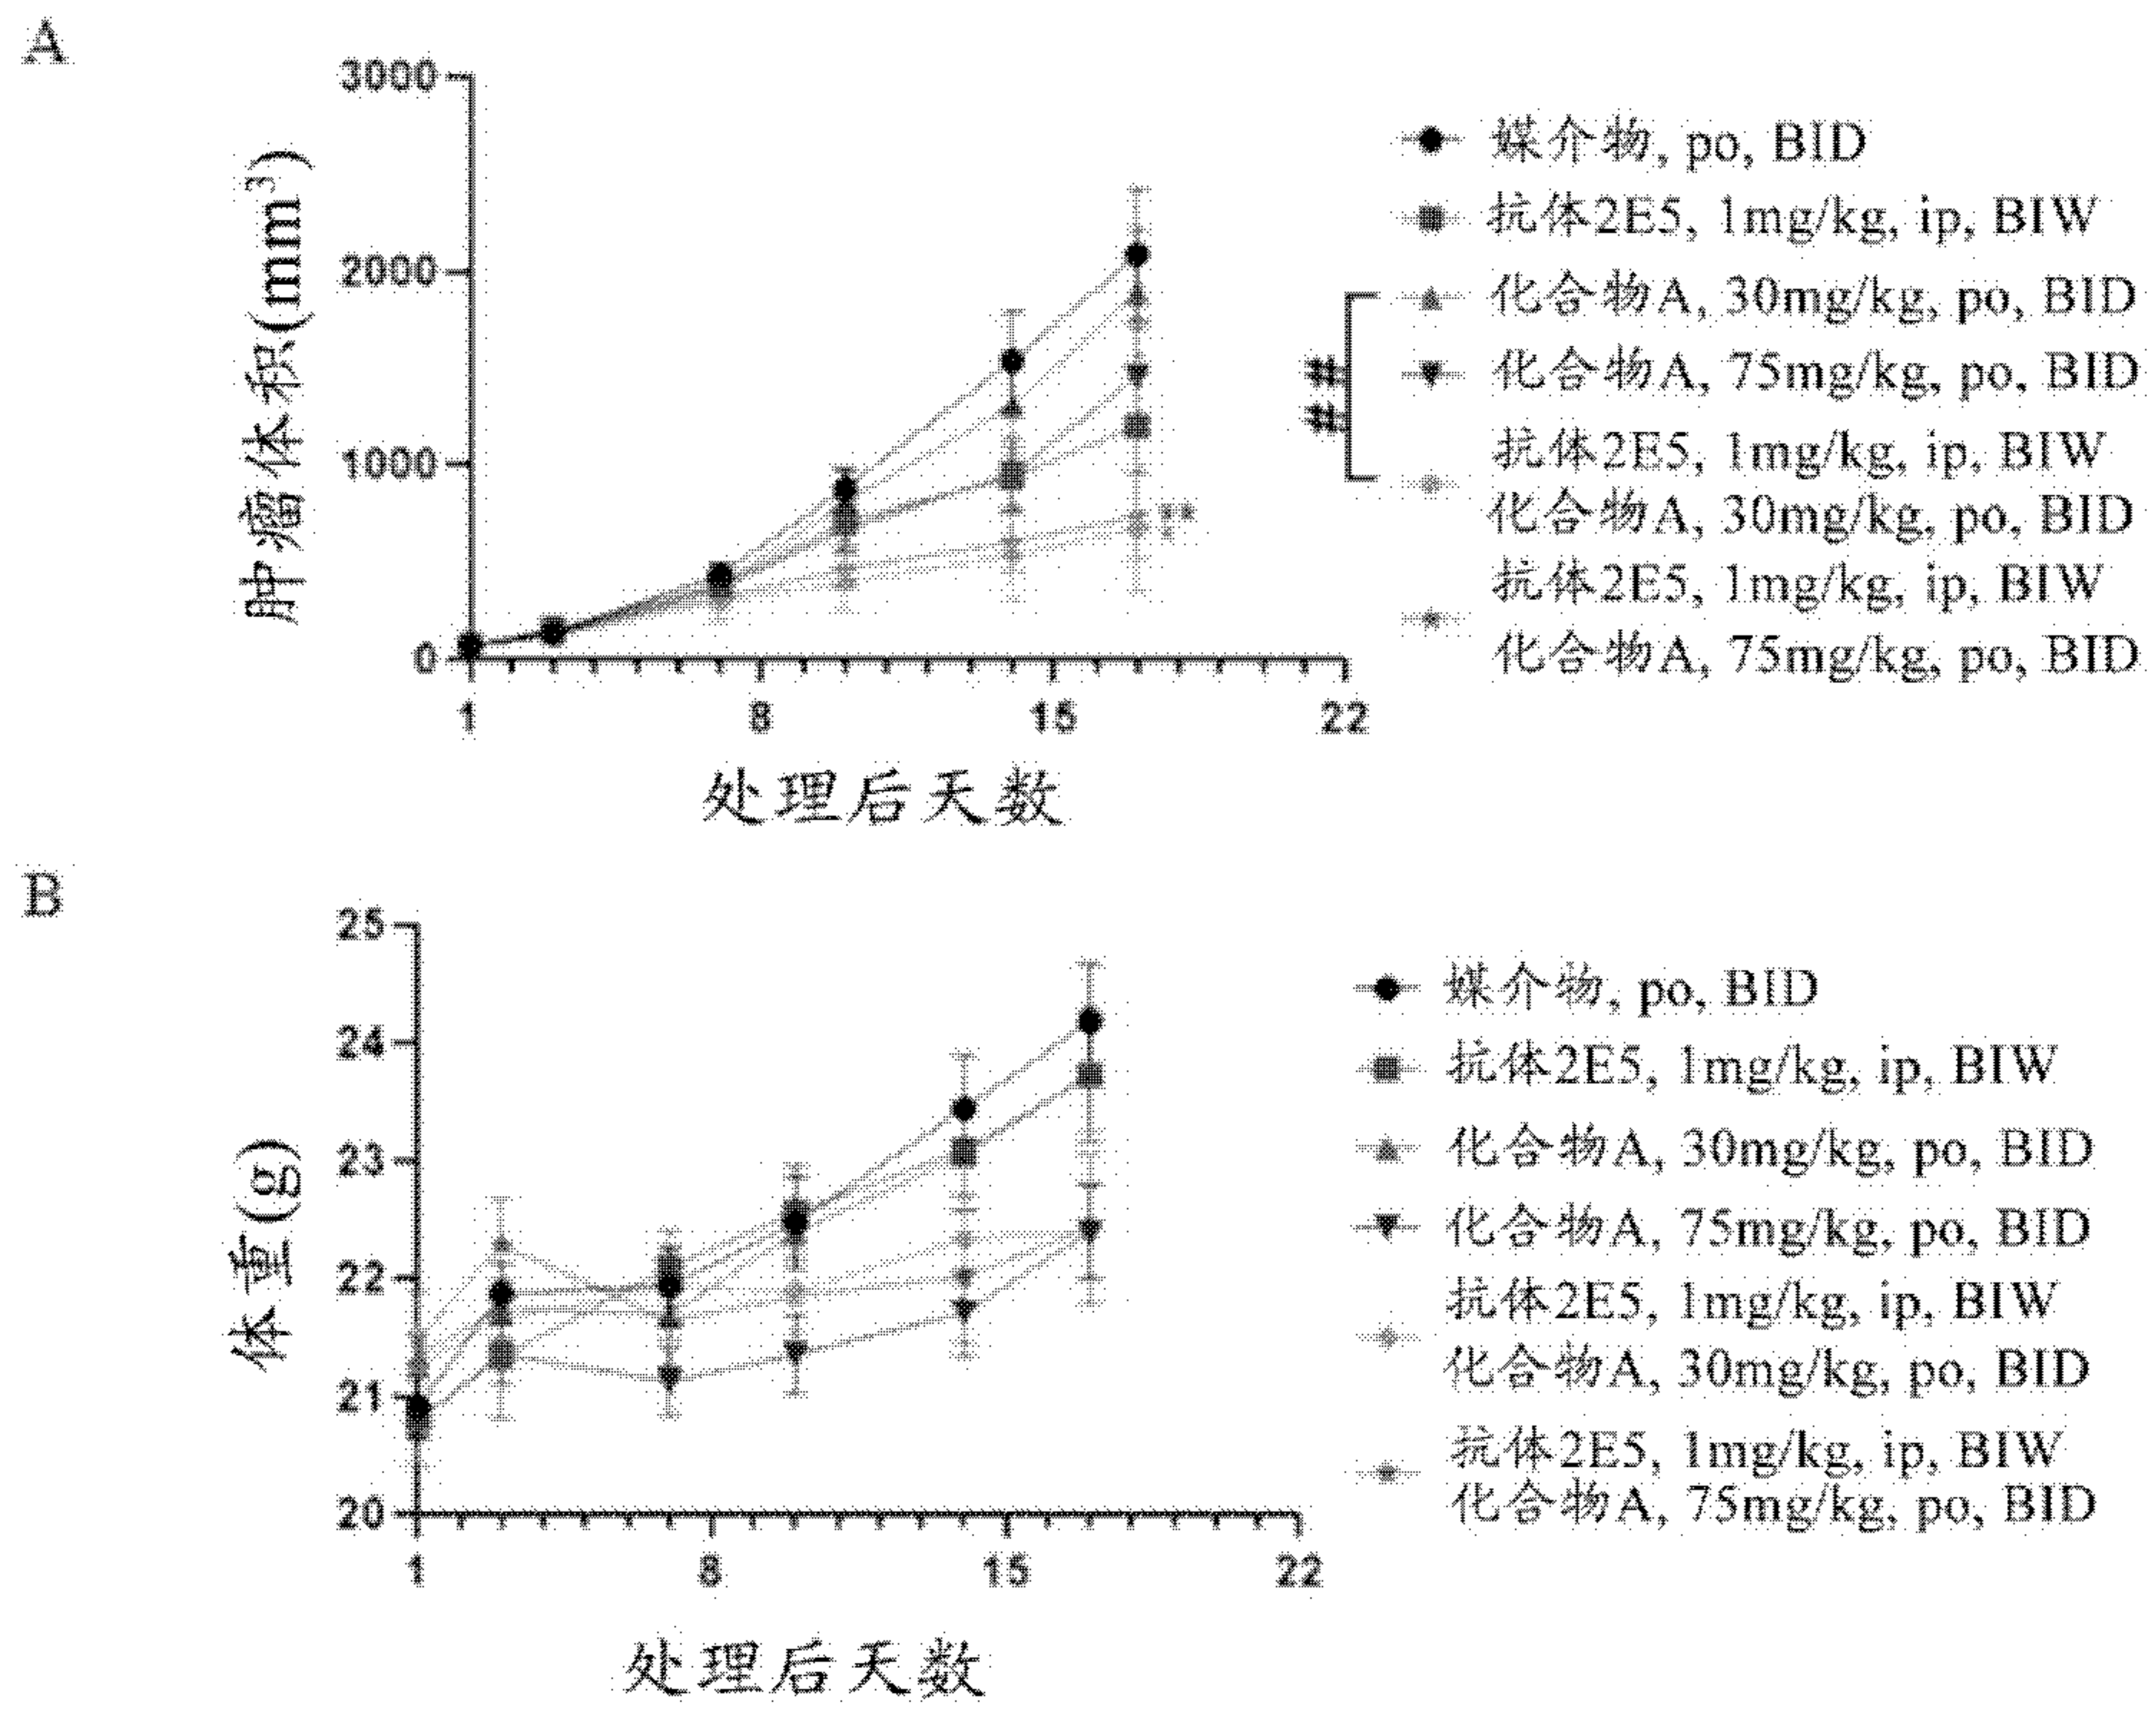 A
3000
2000
1000
0
肿瘤体积(mm³)
1 8 15 22
处理后天数
媒介物, po, BID
抗体2E5, 1mg/kg, ip, BIW
化合物A, 30mg/kg, po, BID
化合物A, 75mg/kg, po, BID
抗体2E5, 1mg/kg, ip, BIW
化合物A, 30mg/kg, po, BID
抗体2E5, 1mg/kg, ip, BIW
化合物A, 75mg/kg, po, BID
##
**
B
25
24
23
22
21
20
体重(g)
1 8 15 22
处理后天数
媒介物, po, BID
抗体2E5, 1mg/kg, ip, BIW
化合物A, 30mg/kg, po, BID
化合物A, 75mg/kg, po, BID
抗体2E5, 1mg/kg, ip, BIW
化合物A, 30mg/kg, po, BID
抗体2E5, 1mg/kg, ip, BIW
化合物A, 75mg/kg, po, BID